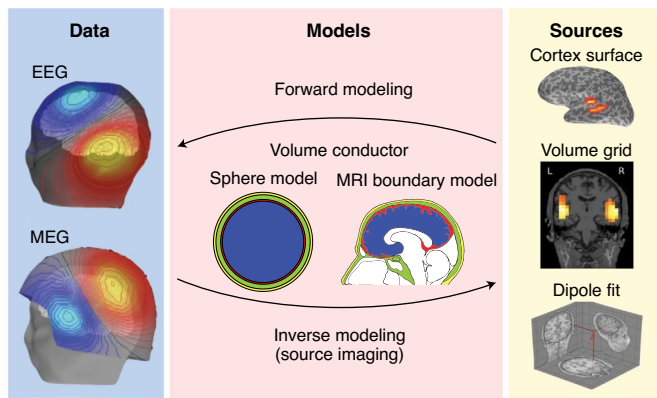 Data
EEG
MEG
Models
Forward modeling
Volume conductor
Sphere model
MRI boundary model
Inverse modeling
(source imaging)
Sources
Cortex surface
Volume grid
L R
Dipole fit